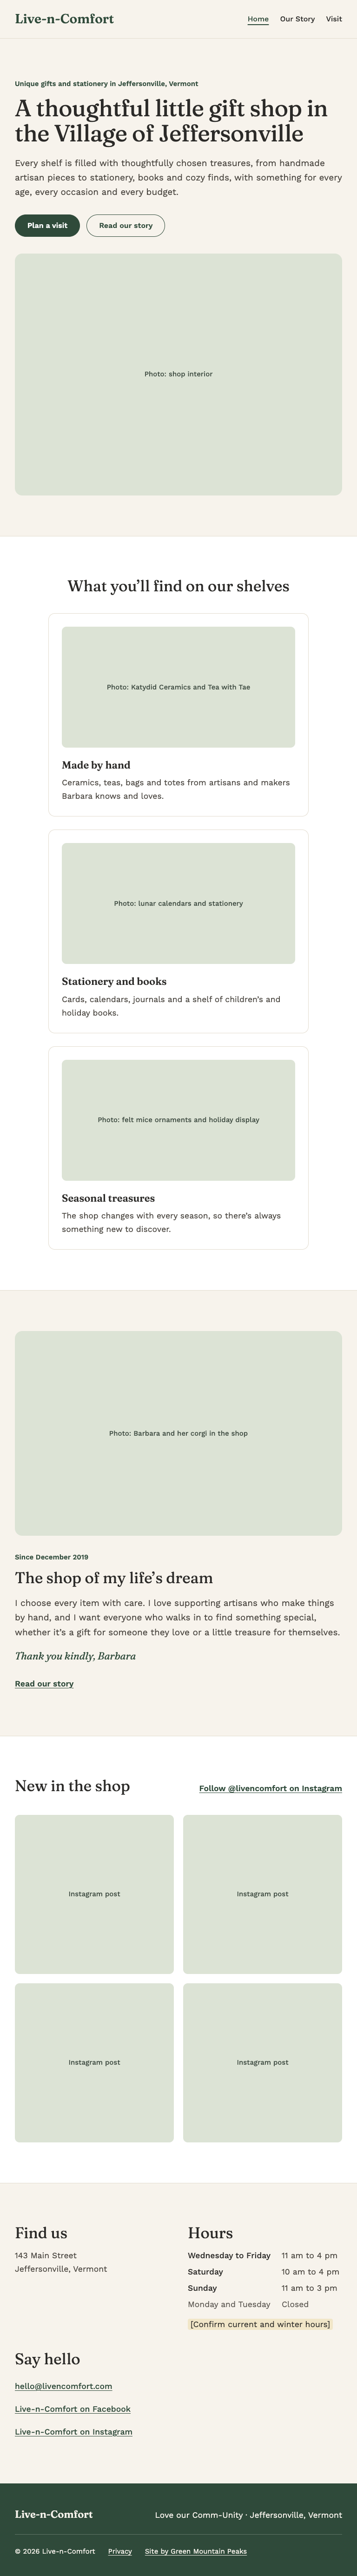 Live-n-Comfort
Home Our Story Visit
Unique gifts and stationery in Jeffersonville, Vermont
A thoughtful little gift shop in
the Village of Jeffersonville
Every shelf is filled with thoughtfully chosen treasures, from handmade
artisan pieces to stationery, books and cozy finds, with something for every
age, every occasion and every budget.
Plan a visit Read our story
Photo: shop interior
What you’ll find on our shelves
Photo: Katydid Ceramics and Tea with Tae
Made by hand
Ceramics, teas, bags and totes from artisans and makers
Barbara knows and loves.
Photo: lunar calendars and stationery
Stationery and books
Cards, calendars, journals and a shelf of children’s and
holiday books.
Photo: felt mice ornaments and holiday display
Seasonal treasures
The shop changes with every season, so there’s always
something new to discover.
Photo: Barbara and her corgi in the shop
Since December 2019
The shop of my life’s dream
I choose every item with care. I love supporting artisans who make things
by hand, and I want everyone who walks in to find something special,
whether it’s a gift for someone they love or a little treasure for themselves.
Thank you kindly, Barbara
Read our story
New in the shop
Follow @livencomfort on Instagram
Instagram post
Instagram post
Instagram post
Instagram post
Find us
143 Main Street
Jeffersonville, Vermont
Hours
Wednesday to Friday 11 am to 4 pm
Saturday 10 am to 4 pm
Sunday 11 am to 3 pm
Monday and Tuesday Closed
[Confirm current and winter hours]
Say hello
hello@livencomfort.com
Live-n-Comfort on Facebook
Live-n-Comfort on Instagram
Live-n-Comfort
Love our Comm-Unity · Jeffersonville, Vermont
© 2026 Live-n-Comfort Privacy Site by Green Mountain Peaks